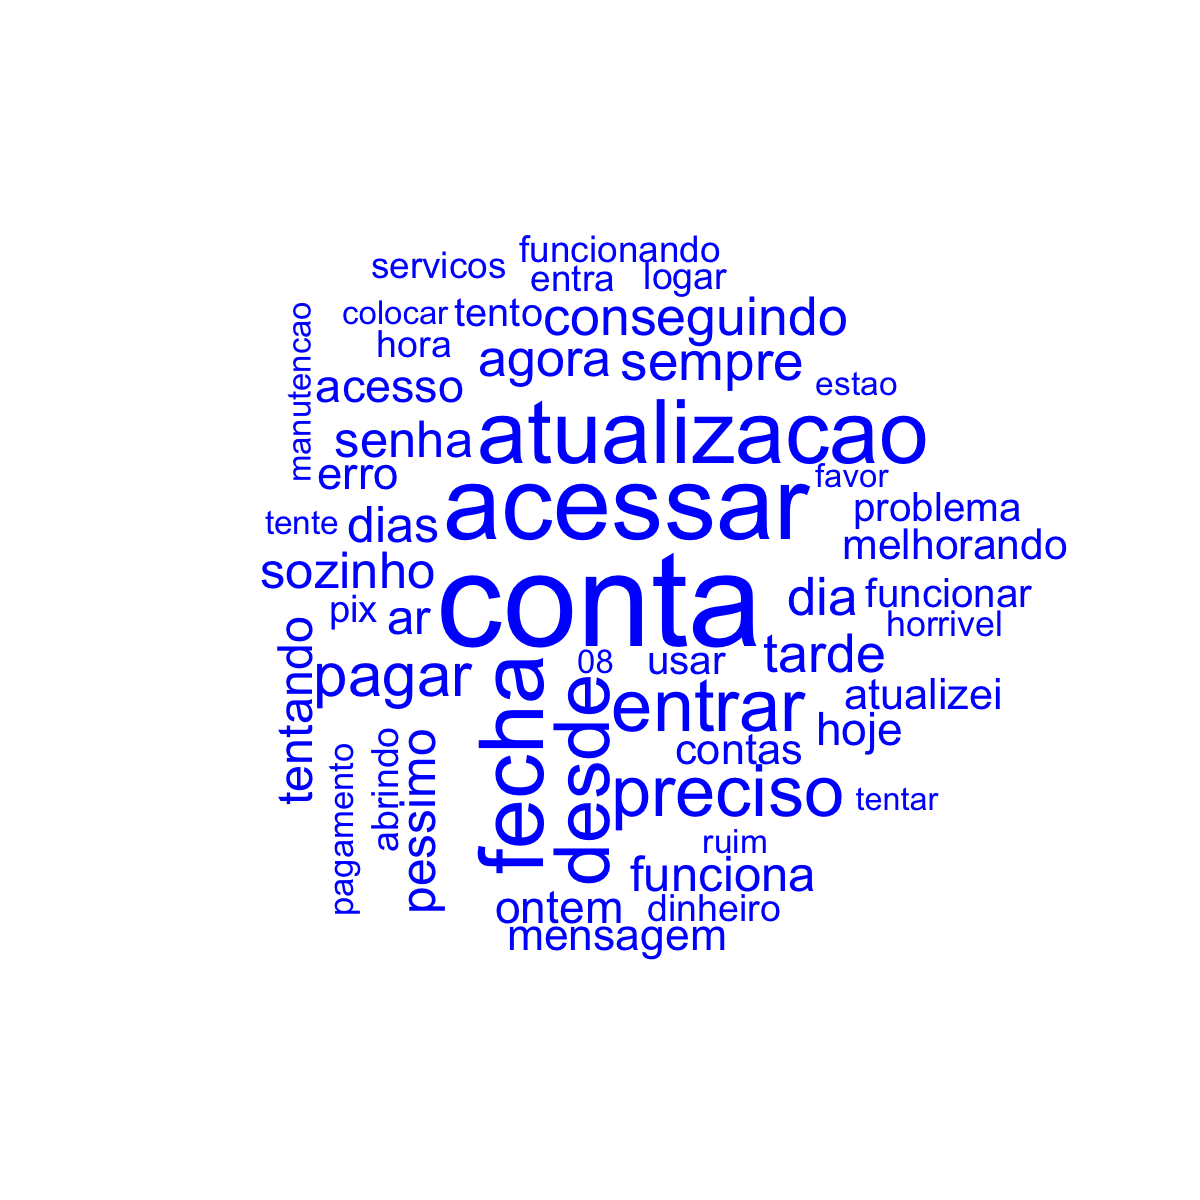 funcionando
servicos
entra
logar
manutencao
colocar
tento
conseguindo
hora
agora
sempre
acesso
estao
atualizacao
senha
erro
favor
acessar
problema
tente
dias
melhorando
sozinho
conta
dia
funcionar
pix
ar
horrivel
tentando
08
usar
tarde
pagar
fecha
desde
entrar
atualizei
hoje
contas
pagamento
abrindo
pessimo
preciso
tentar
ruim
funciona
ontem
dinheiro
mensagem